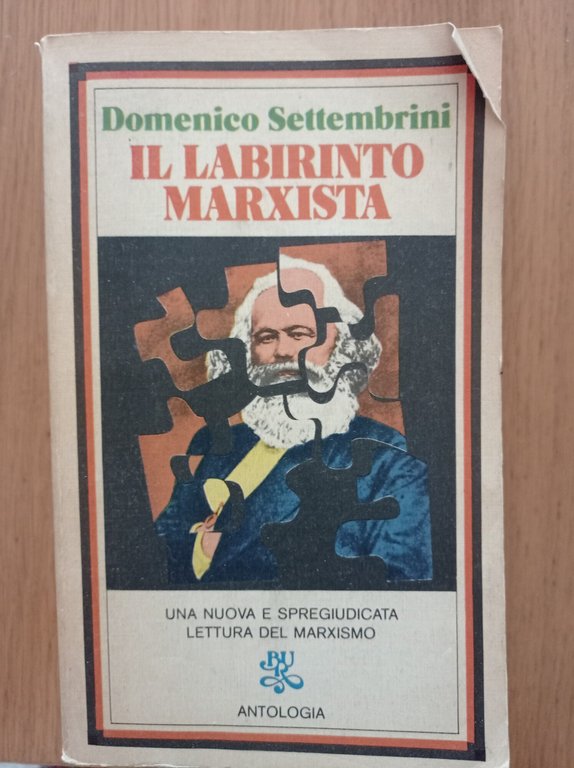 Domenico Settembrini
IL LABIRINTO
MARXISTA
UNA NUOVA E SPREGIUDICATA
LETTURA DEL MARXISMO
BUR
ANTOLOGIA